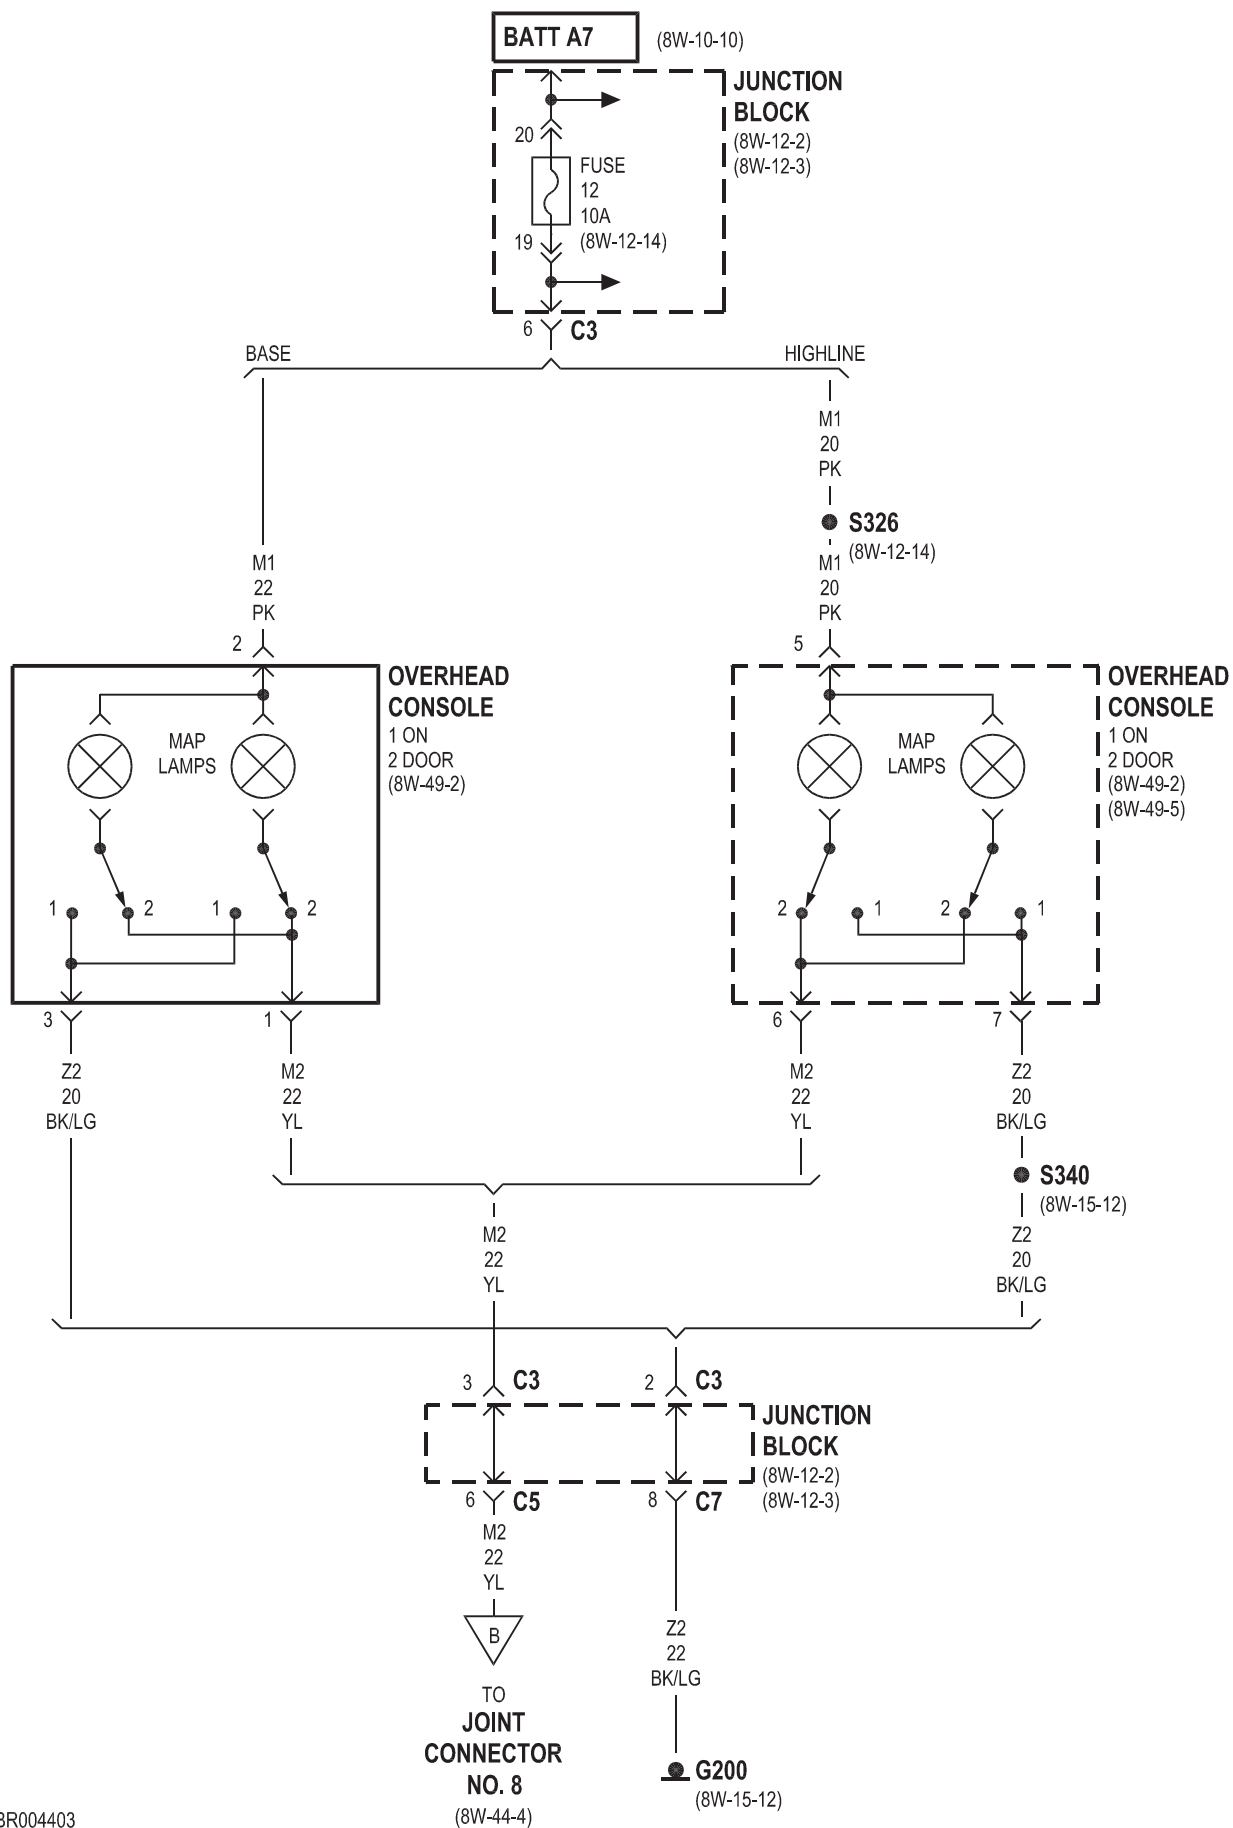 BATT A7
(8W-10-10)
JUNCTION
BLOCK
(8W-12-2)
(8W-12-3)
20
FUSE
12
10A
(8W-12-14)
19
6
C3
BASE
HIGHLINE
M1
20
PK
S326
(8W-12-14)
M1
22
PK
M1
20
PK
2
5
OVERHEAD
CONSOLE
1 ON
2 DOOR
(8W-49-2)
MAP
LAMPS
1
2
1
2
OVERHEAD
CONSOLE
1 ON
2 DOOR
(8W-49-2)
(8W-49-5)
MAP
LAMPS
2
1
2
1
3
1
6
7
Z2
20
BK/LG
M2
22
YL
M2
22
YL
Z2
20
BK/LG
S340
(8W-15-12)
M2
22
YL
Z2
20
BK/LG
3
C3
2
C3
JUNCTION
BLOCK
(8W-12-2)
(8W-12-3)
6
C5
8
C7
M2
22
YL
B
TO
JOINT
CONNECTOR
NO. 8
(8W-44-4)
Z2
22
BK/LG
G200
(8W-15-12)
BR004403